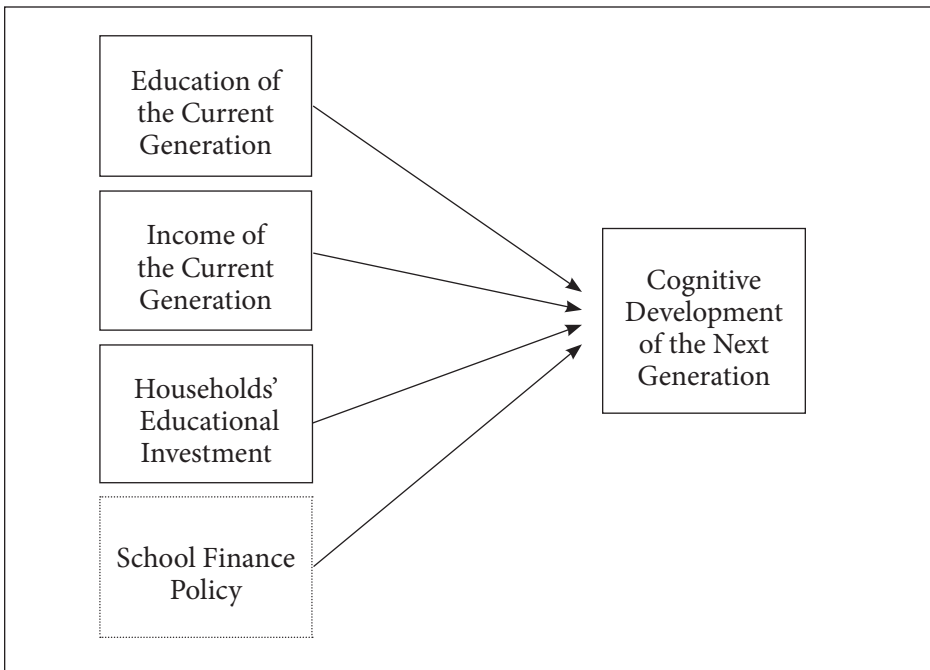 Education of
the Current
Generation
Income of
the Current
Generation
Households’
Educational
Investment
School Finance
Policy
Cognitive
Development
of the Next
Generation